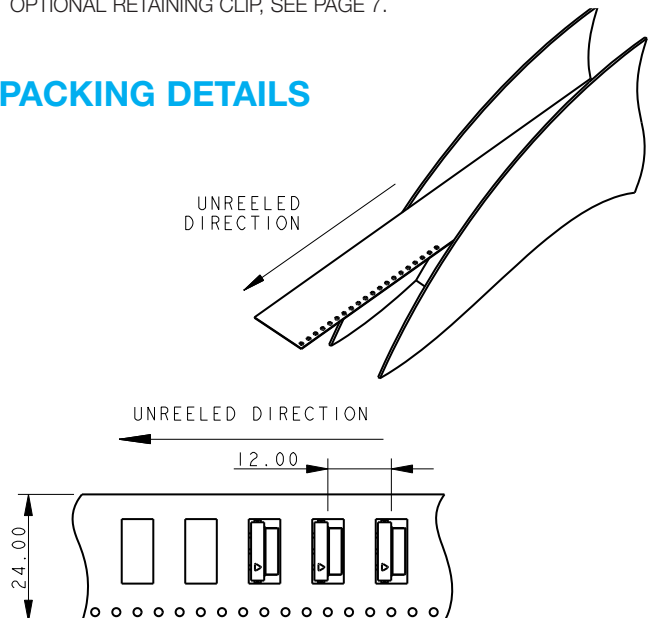 OPTIONAL RETAINING CLIP, SEE PAGE 7.
PACKING DETAILS
UNREELED
DIRECTION
UNREELED DIRECTION
12.00
24.00